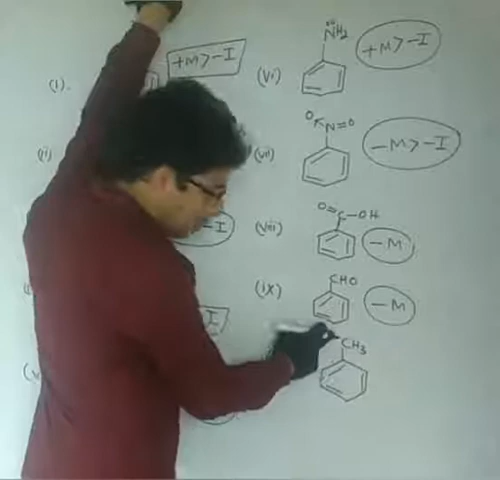 (i). +M>-I
(ii)
-I
I
(v
(vi) NH₂ +M>-I
(vii) O N=O -M>-I
(viii) O=C-OH -M
(ix) CHO -M
CH₃